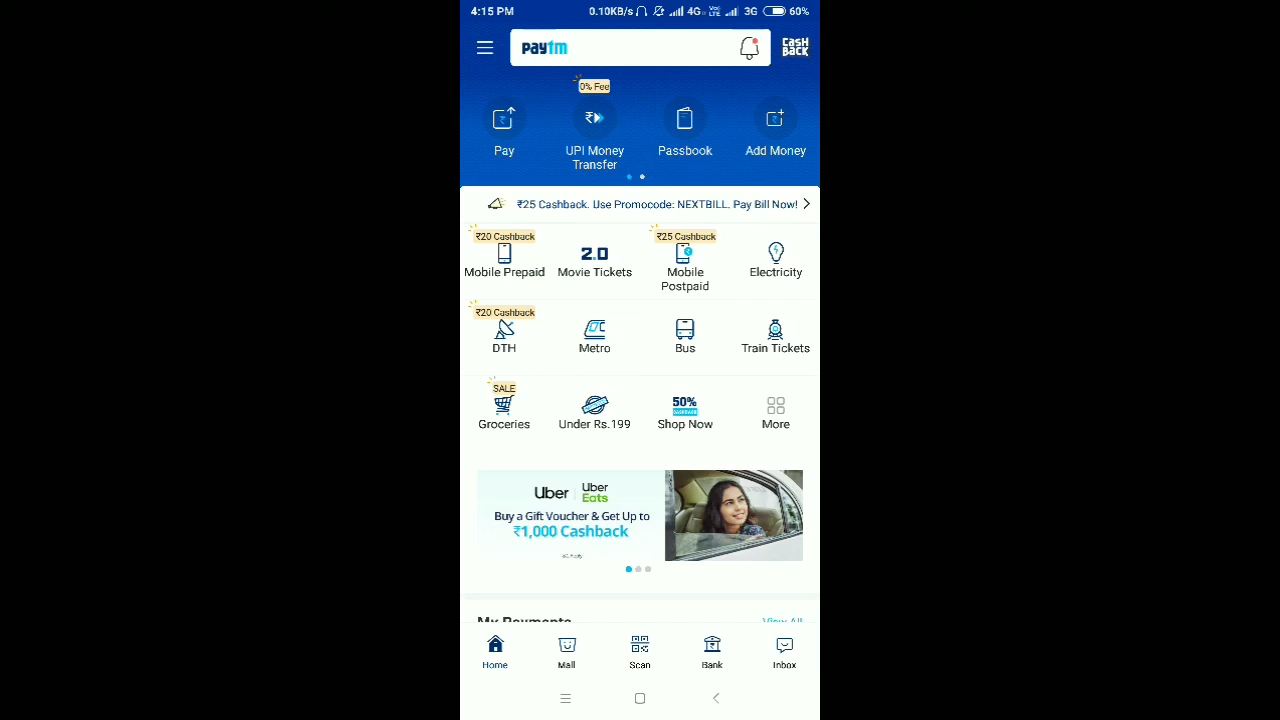 4:15 PM 0.10KB/s 4G Vo LTE 3G 60%
paytm CASH BACK
0% Fee
Pay UPI Money Transfer Passbook Add Money
₹25 Cashback. Use Promocode: NEXTBILL. Pay Bill Now!
₹20 Cashback ₹25 Cashback
2.0
Mobile Prepaid Movie Tickets Mobile Postpaid Electricity
₹20 Cashback
DTH Metro Bus Train Tickets
SALE
50%
CASHBACK
Groceries Under Rs.199 Shop Now More
Uber Uber Eats
Buy a Gift Voucher & Get Up to
₹1,000 Cashback
My Payments View All
Home Mall Scan Bank Inbox